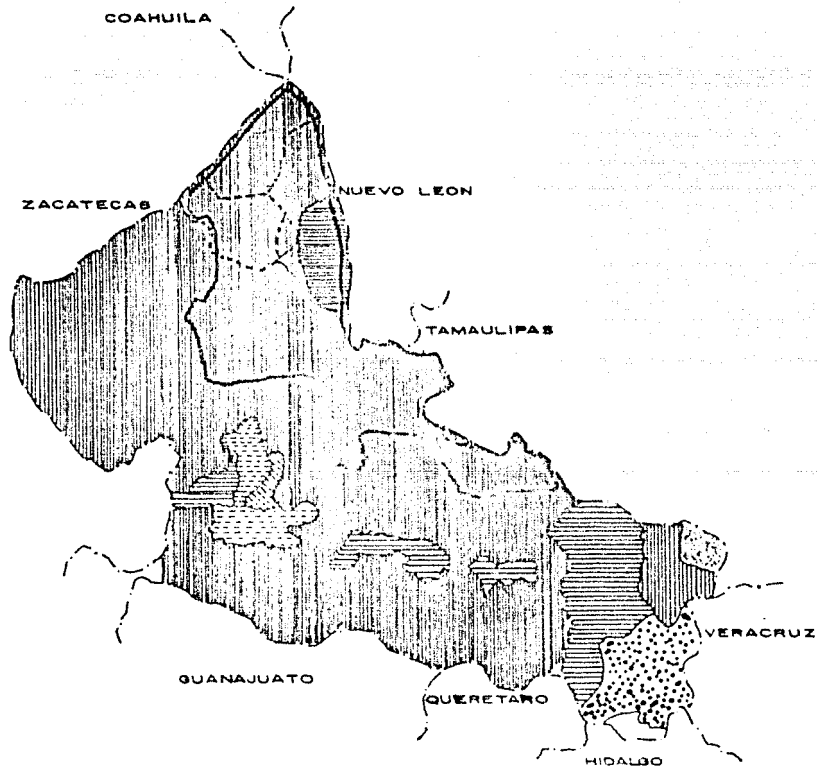 COAHUILA
ZACATECAS
NUEVO LEON
TAMAULIPAS
VERACRUZ
GUANAJUATO
QUERETARO
HIDALGO